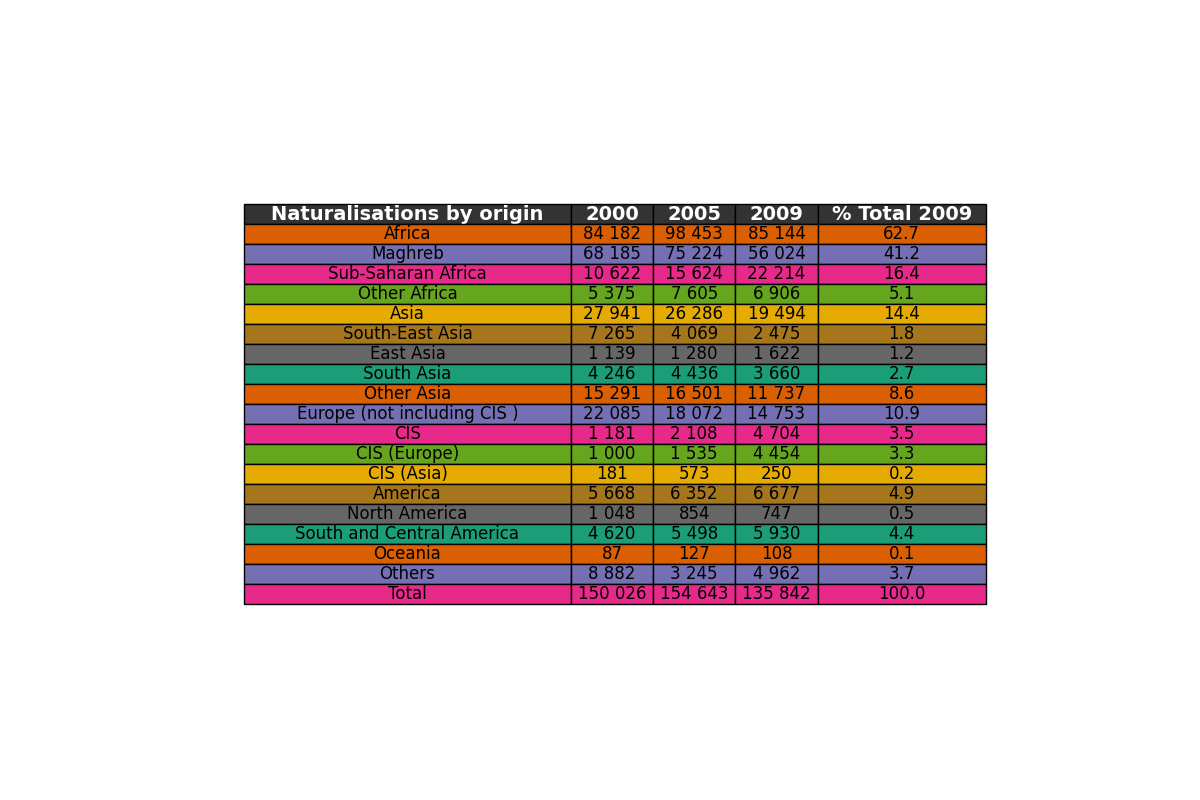 Naturalisations by origin 2000 2005 2009 % Total 2009
Africa 84 182 98 453 85 144 62.7
Maghreb 68 185 75 224 56 024 41.2
Sub-Saharan Africa 10 622 15 624 22 214 16.4
Other Africa 5 375 7 605 6 906 5.1
Asia 27 941 26 286 19 494 14.4
South-East Asia 7 265 4 069 2 475 1.8
East Asia 1 139 1 280 1 622 1.2
South Asia 4 246 4 436 3 660 2.7
Other Asia 15 291 16 501 11 737 8.6
Europe (not including CIS ) 22 085 18 072 14 753 10.9
CIS 1 181 2 108 4 704 3.5
CIS (Europe) 1 000 1 535 4 454 3.3
CIS (Asia) 181 573 250 0.2
America 5 668 6 352 6 677 4.9
North America 1 048 854 747 0.5
South and Central America 4 620 5 498 5 930 4.4
Oceania 87 127 108 0.1
Others 8 882 3 245 4 962 3.7
Total 150 026 154 643 135 842 100.0